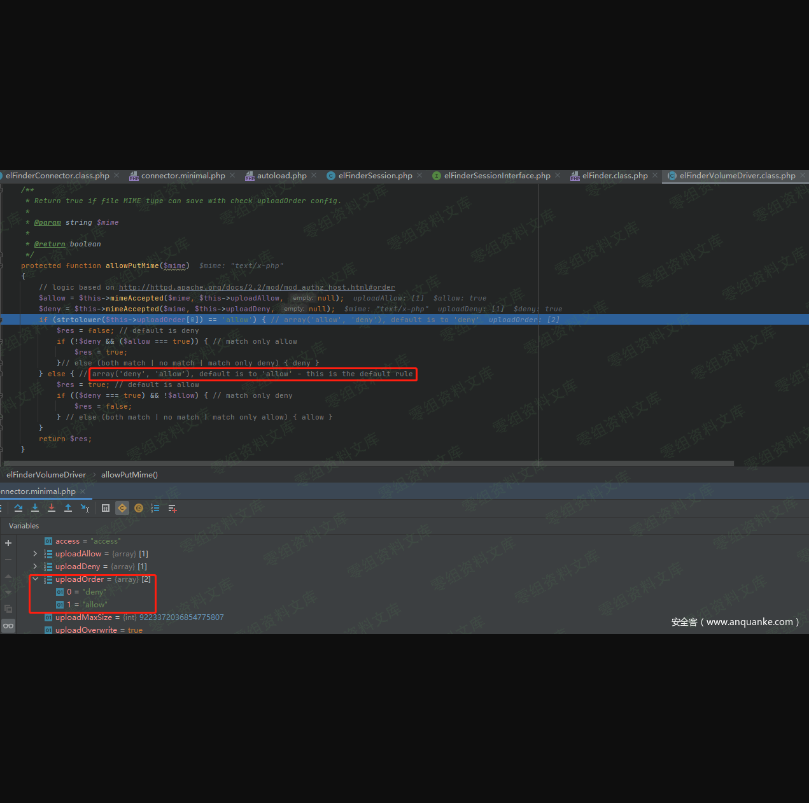 elFinderConnector.class.php × connector.minimal.php × autoload.php × elFinderSession.php × elFinderSessionInterface.php × elFinder.class.php × elFinderVolumeDriver.class.php ×
/**
* Return true if file MIME type can save with check uploadOrder config.
*
* @param string $mime
*
* @return boolean
*/
protected function allowPutMime($mime) $mime: "text/x-php"
{
// logic based on http://httpd.apache.org/docs/2.2/mod/mod_authz_host.html#order
$allow = $this->mimeAccepted($mime, $this->uploadAllow, empty: null); uploadAllow: [1] $allow: true
$deny = $this->mimeAccepted($mime, $this->uploadDeny, empty: null); $mime: "text/x-php" uploadDeny: [1] $deny: true
if (strtolower($this->uploadOrder[0]) == 'allow') { // array('allow', 'deny'), default is to 'deny' uploadOrder: [2]
$res = false; // default is deny
if (!$deny && ($allow === true)) { // match only allow
$res = true;
}// else (both match | no match | match only deny) { deny }
} else { // array('deny', 'allow'), default is to 'allow' - this is the default rule
$res = true; // default is allow
if (($deny === true) && !$allow) { // match only deny
$res = false;
} // else (both match | no match | match only allow) { allow }
}
return $res;
}
elFinderVolumeDriver › allowPutMime()
nnector.minimal.php ×
Variables
access = "access"
uploadAllow = {array} [1]
uploadDeny = {array} [1]
uploadOrder = {array} [2]
0 = "deny"
1 = "allow"
uploadMaxSize = {int} 9223372036854775807
uploadOverwrite = true
安全客（www.anquanke.com）
零组资料文库